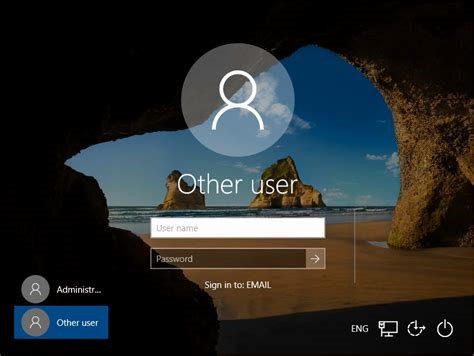 Other user
User name
Password
Sign in to: EMAIL
Administr...
Other user
ENG